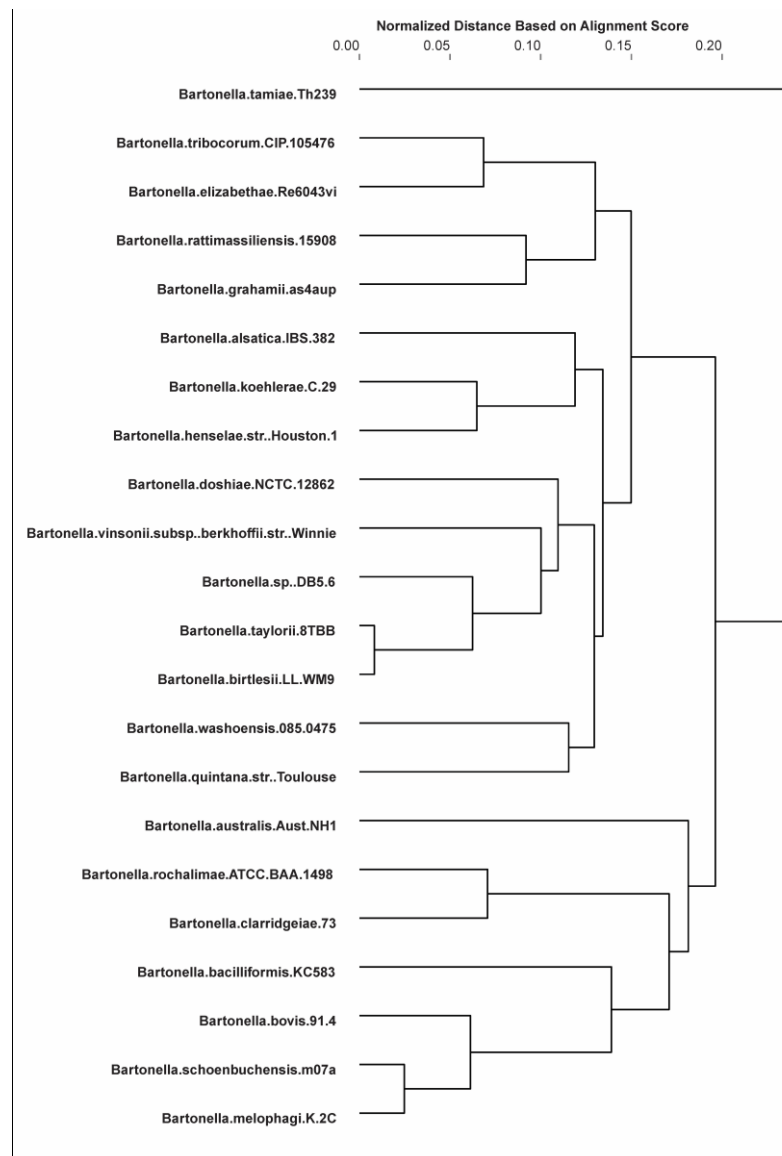 Normalized Distance Based on Alignment Score
0.00 0.05 0.10 0.15 0.20
Bartonella.tamiae.Th239
Bartonella.tribocorum.CIP.105476
Bartonella.elizabethae.Re6043vi
Bartonella.rattimassiliensis.15908
Bartonella.grahamii.as4aup
Bartonella.alsatica.IBS.382
Bartonella.koehlerae.C.29
Bartonella.henselae.str..Houston.1
Bartonella.doshiae.NCTC.12862
Bartonella.vinsonii.subsp..berkhoffii.str..Winnie
Bartonella.sp..DB5.6
Bartonella.taylorii.8TBB
Bartonella.birtlesii.LL.WM9
Bartonella.washoensis.085.0475
Bartonella.quintana.str..Toulouse
Bartonella.australis.Aust.NH1
Bartonella.rochalimae.ATCC.BAA.1498
Bartonella.clarridgeiae.73
Bartonella.bacilliformis.KC583
Bartonella.bovis.91.4
Bartonella.schoenbuchensis.m07a
Bartonella.melophagi.K.2C